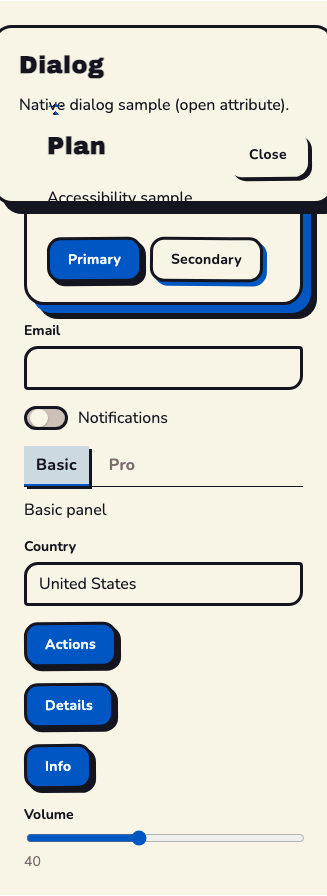 Dialog
Native dialog sample (open attribute).
Plan
Close
Accessibility sample
Primary
Secondary
Email
Notifications
Basic
Pro
Basic panel
Country
United States
Actions
Details
Info
Volume
40